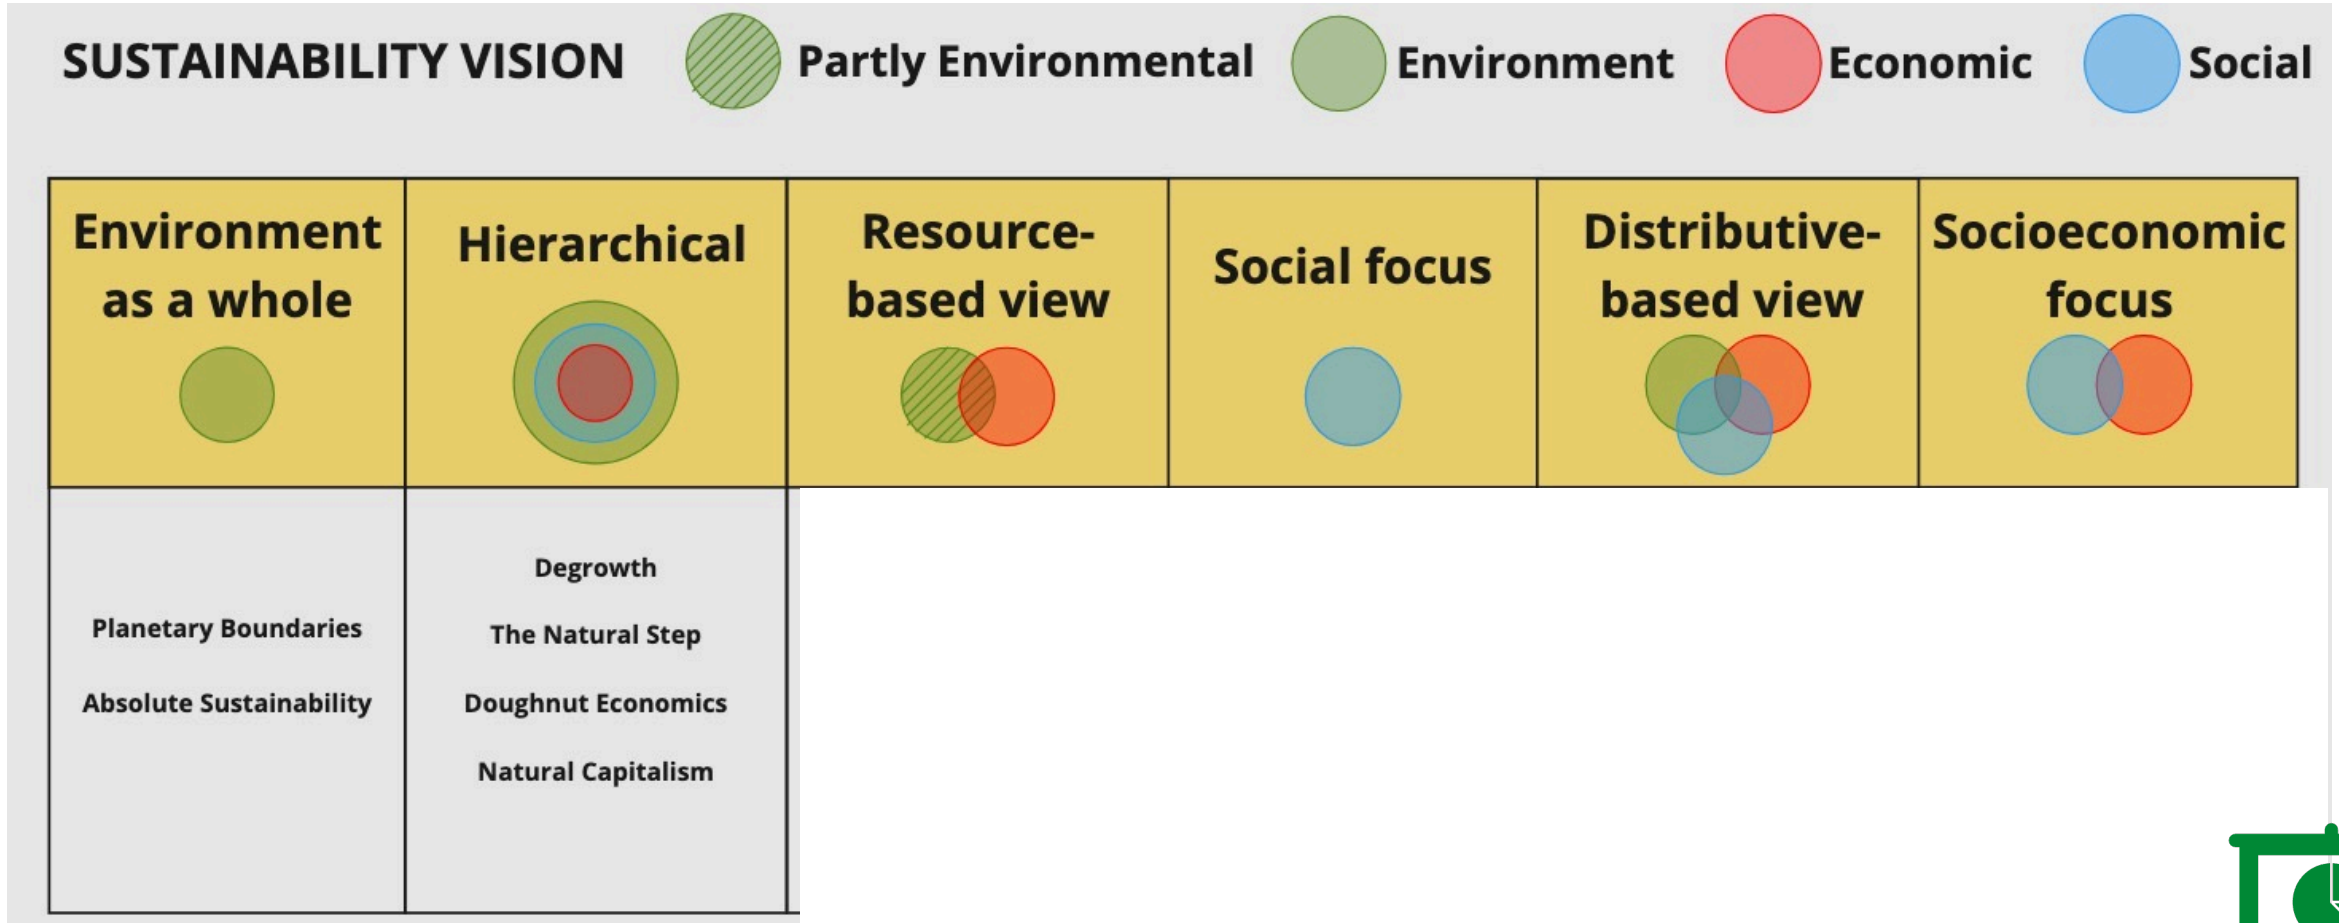 SUSTAINABILITY VISION Partly Environmental Environment Economic Social
Environment
as a whole
Hierarchical
Resource-
based view
Social focus
Distributive-
based view
Socioeconomic
focus
Planetary Boundaries
Absolute Sustainability
Degrowth
The Natural Step
Doughnut Economics
Natural Capitalism